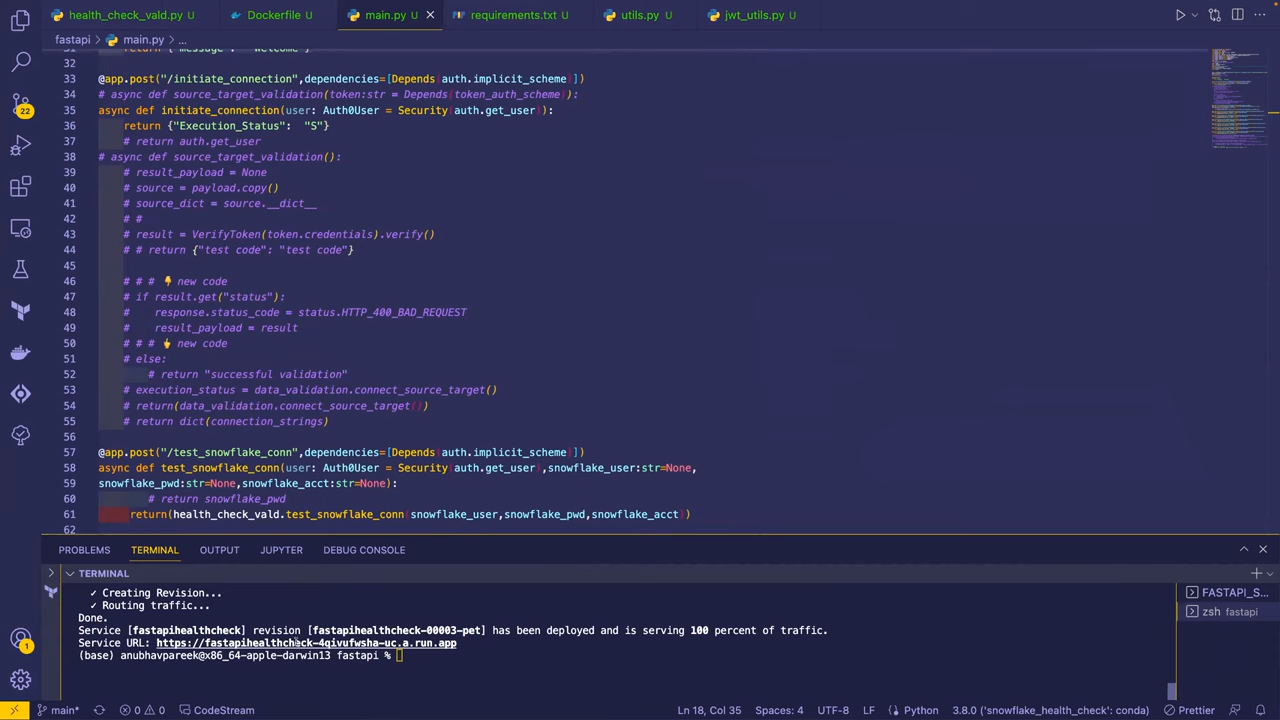 health_check_vald.py U
Dockerfile U
main.py U
requirements.txt U
utils.py U
jwt_utils.py U
fastapi > main.py > ...
31 return {"message": "Welcome"}
32
33 @app.post("/initiate_connection",dependencies=[Depends(auth.implicit_scheme)])
34 # async def source_target_validation(token:str = Depends(token_auth_scheme):
35 async def initiate_connection(user: Auth0User = Security(auth.get_user)):
36 return {"Execution_Status": "S"}
37 # return auth.get_user
38 # async def source_target_validation():
39 # result_payload = None
40 # source = payload.copy()
41 # source_dict = source.__dict__
42 # #
43 # result = VerifyToken(token.credentials).verify()
44 # # return {"test code": "test code"}
45
46 # # # 👇 new code
47 # if result.get("status"):
48 # response.status_code = status.HTTP_400_BAD_REQUEST
49 # result_payload = result
50 # # # 👆 new code
51 # else:
52 # return "successful validation"
53 # execution_status = data_validation.connect_source_target()
54 # return(data_validation.connect_source_target())
55 # return dict(connection_strings)
56
57 @app.post("/test_snowflake_conn",dependencies=[Depends(auth.implicit_scheme)])
58 async def test_snowflake_conn(user: Auth0User = Security(auth.get_user),snowflake_user:str=None,
59 snowflake_pwd:str=None,snowflake_acct:str=None):
60 # return snowflake_pwd
61 return(health_check_vald.test_snowflake_conn(snowflake_user,snowflake_pwd,snowflake_acct))
62
PROBLEMS TERMINAL OUTPUT JUPYTER DEBUG CONSOLE
TERMINAL
✓ Creating Revision...
✓ Routing traffic...
Done.
Service [fastapihealthcheck] revision [fastapihealthcheck-00003-pet] has been deployed and is serving 100 percent of traffic.
Service URL: https://fastapihealthcheck-4qivufwsha-uc.a.run.app
(base) anubhavpareek@x86_64-apple-darwin13 fastapi %
FASTAPI_S...
zsh fastapi
22
1
main* 0 0 CodeStream
Ln 18, Col 35 Spaces: 4 UTF-8 LF Python 3.8.0 ('snowflake_health_check': conda) Prettier